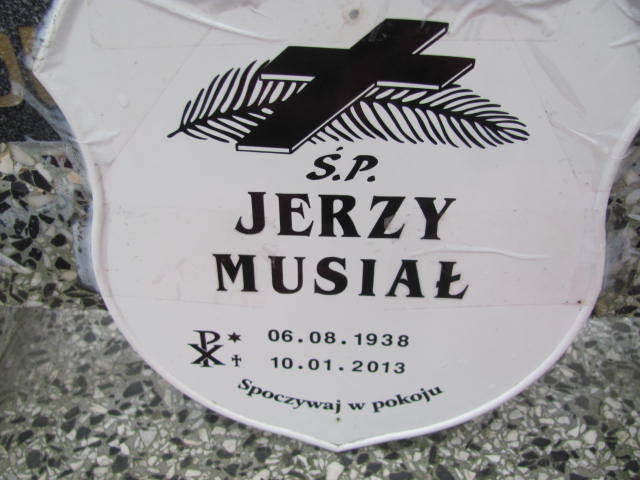 Ś.P.
JERZY
MUSIAŁ
* 06.08.1938
✝ 10.01.2013
Spoczywaj w pokoju